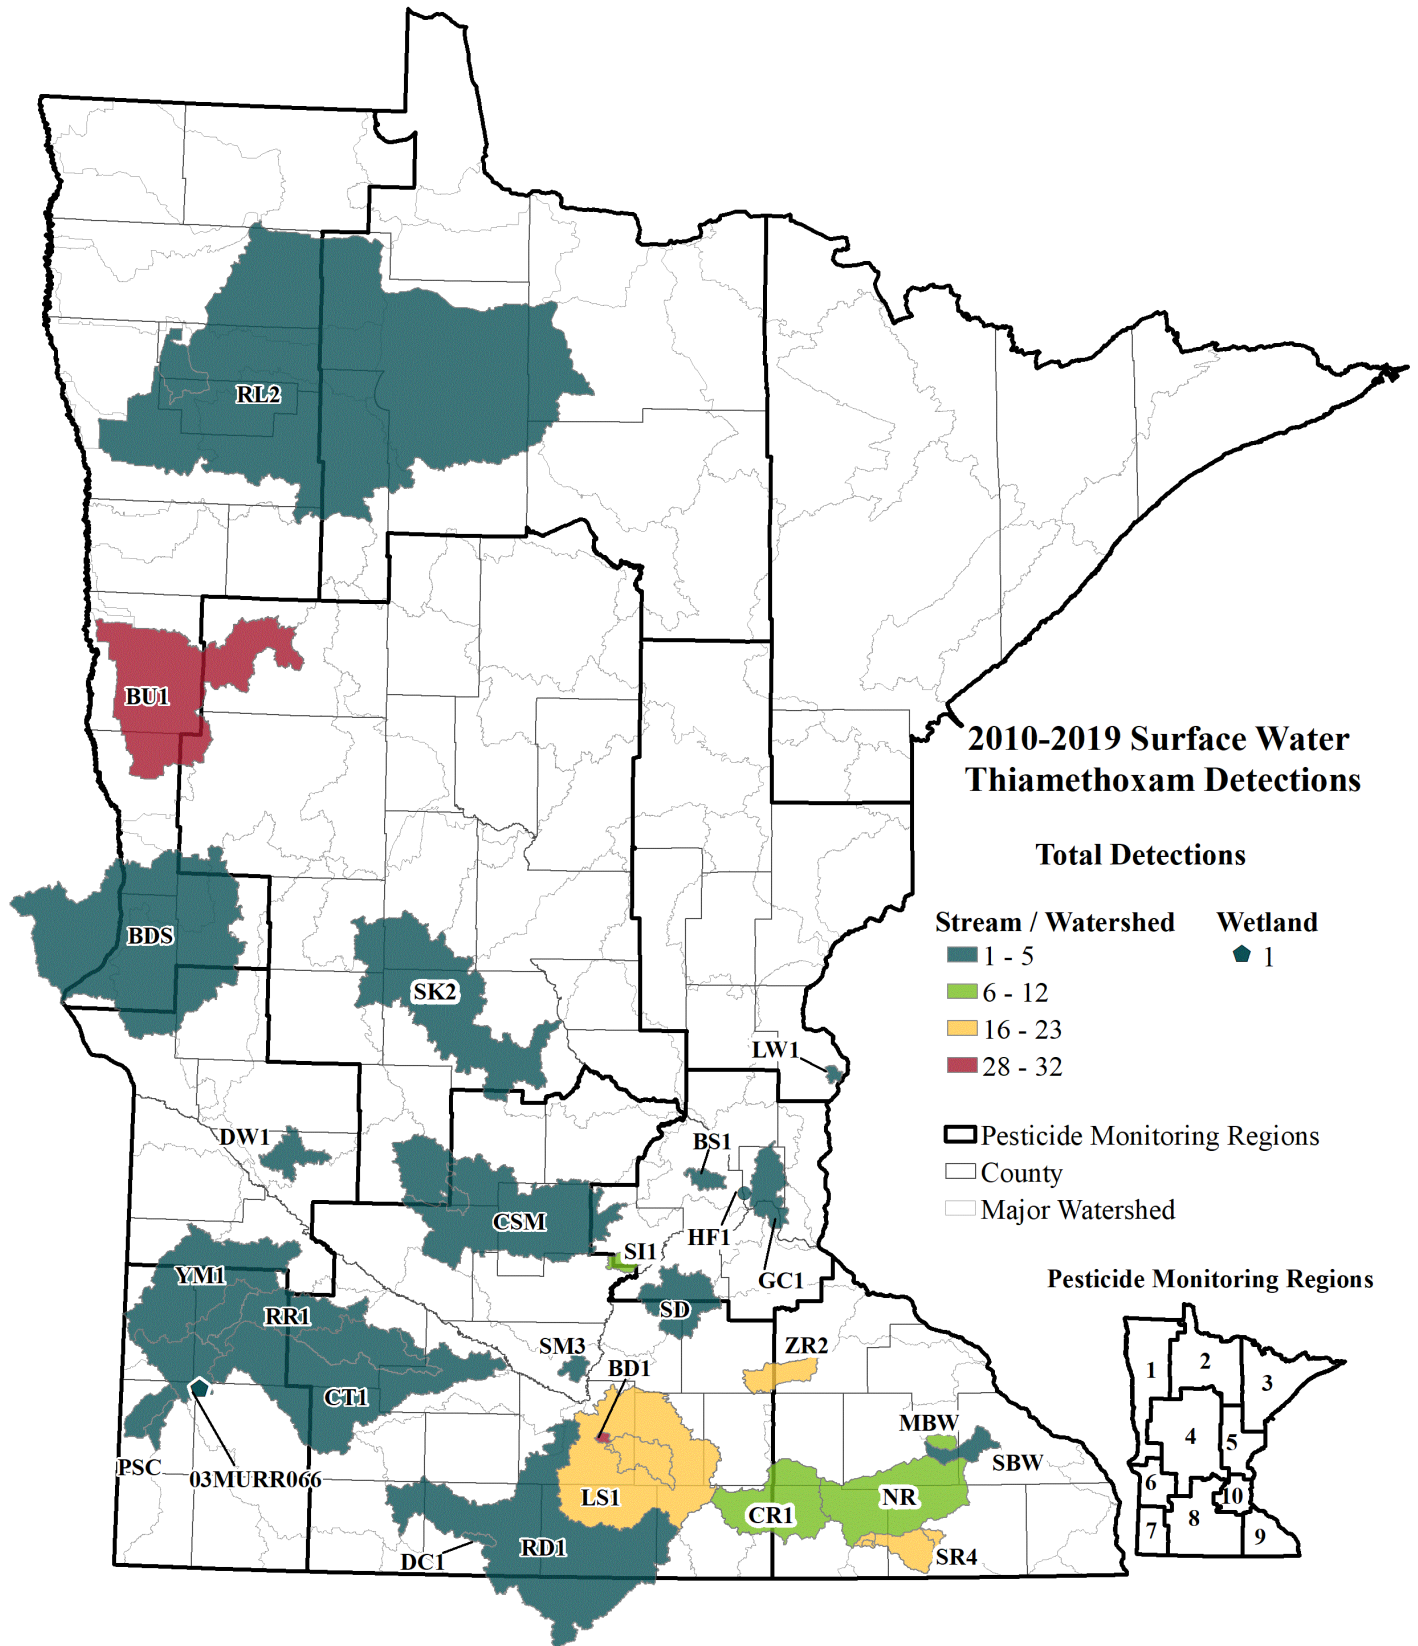 RL2
BU1
2010-2019 Surface Water
Thiamethoxam Detections
Total Detections
Stream / Watershed
Wetland
1 - 5
1
6 - 12
16 - 23
28 - 32
BDS
SK2
LW1
DW1
BS1
Pesticide Monitoring Regions
County
Major Watershed
CSM
HF1
SI1
GC1
YM1
RR1
SD
Pesticide Monitoring Regions
SM3
BD1
ZR2
CT1
PSC
03MURR066
MBW
SBW
LS1
CR1
NR
DC1
RD1
SR4
1
2
3
4
5
6
10
7
8
9